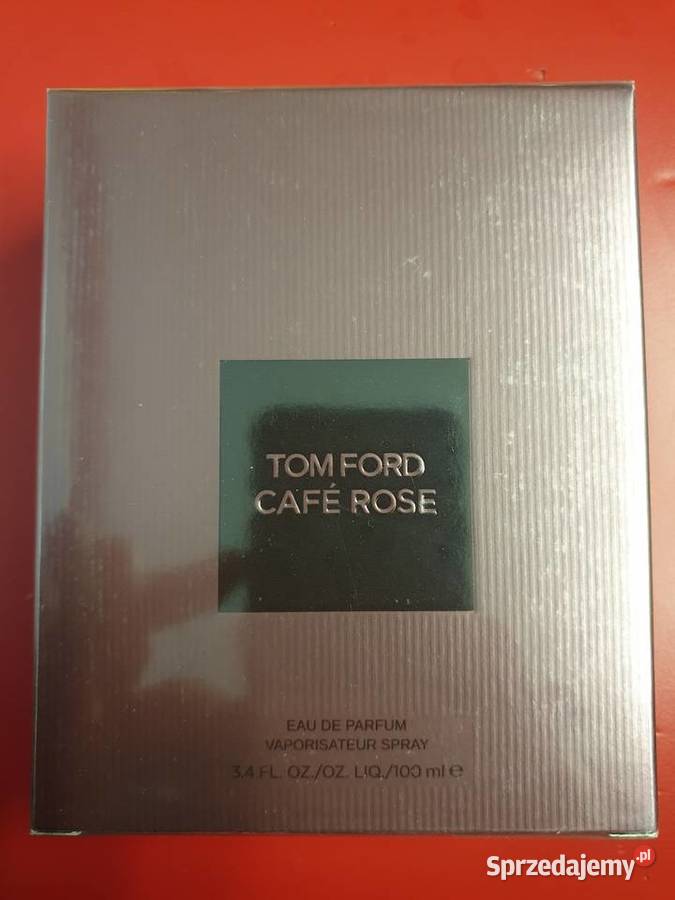 TOM FORD
CAFÉ ROSE
EAU DE PARFUM
VAPORISATEUR SPRAY
3.4 FL. OZ./OZ. LIQ./100 ml ℮
Sprzedajemy.pl